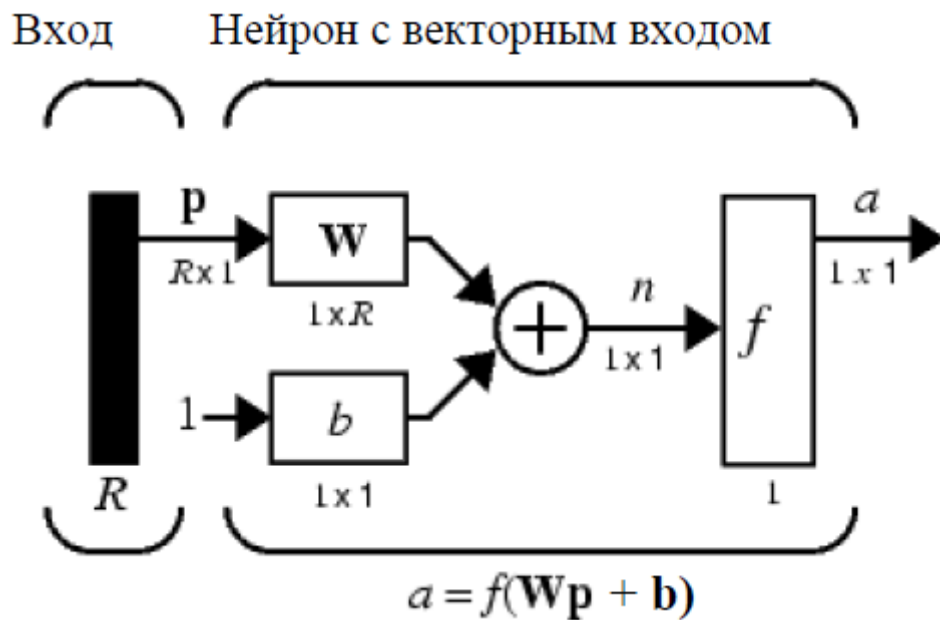 Вход Нейрон с векторным входом
p a
W n f
R x 1 1 x R 1 x 1 1 x 1
1 b
R 1 x 1 1
a = f(Wp + b)